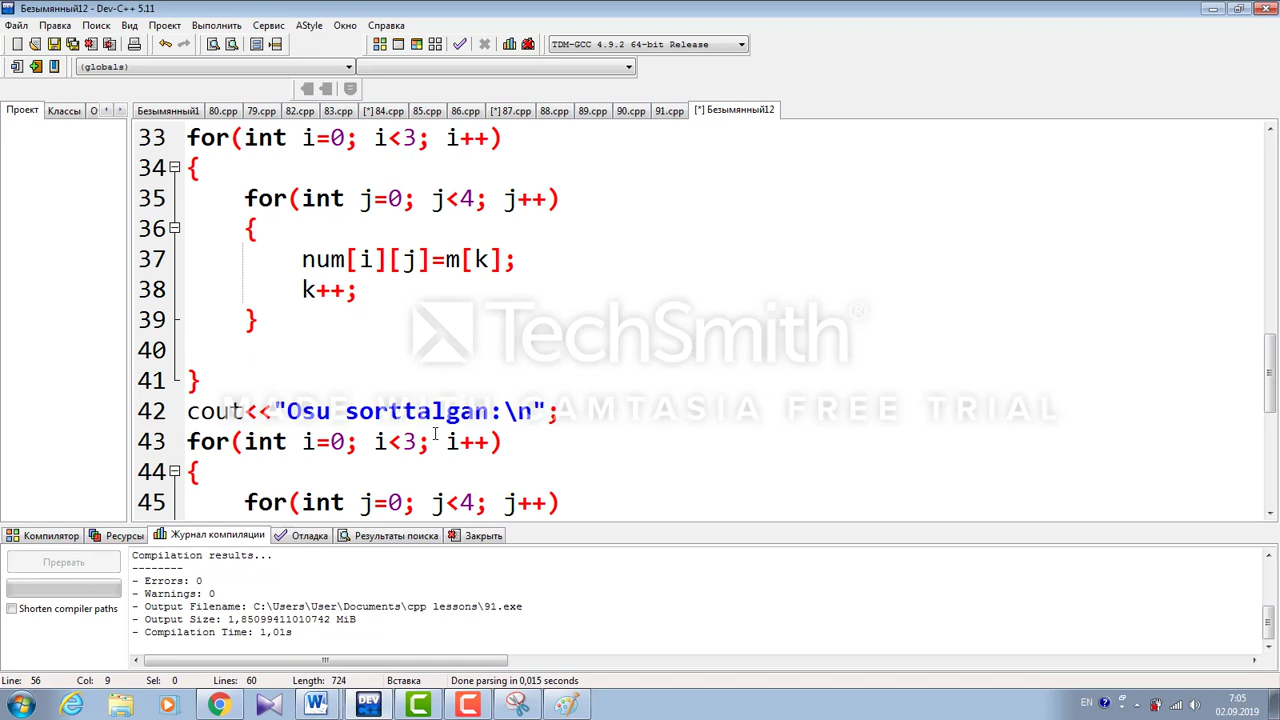 Безымянный12 - Dev-C++ 5.11
Файл Правка Поиск Вид Проект Выполнить Сервис AStyle Окно Справка
TDM-GCC 4.9.2 64-bit Release
(globals)
Проект Классы О
Безымянный1 80.cpp 79.cpp 82.cpp 83.cpp [*] 84.cpp 85.cpp 86.cpp [*] 87.cpp 88.cpp 89.cpp 90.cpp 91.cpp [*] Безымянный12
33 for(int i=0; i<3; i++)
34 {
35 for(int j=0; j<4; j++)
36 {
37 num[i][j]=m[k];
38 k++;
39 }
40
41 }
42 cout<<"Osu sorttalgan:\n";
43 for(int i=0; i<3; i++)
44 {
45 for(int j=0; j<4; j++)
TechSmith®
MADE WITH CAMTASIA FREE TRIAL
Компилятор Ресурсы Журнал компиляции Отладка Результаты поиска Закрыть
Прервать
Shorten compiler paths
Compilation results...
--------
- Errors: 0
- Warnings: 0
- Output Filename: C:\Users\User\Documents\cpp lessons\91.exe
- Output Size: 1,85099411010742 MiB
- Compilation Time: 1,01s
Line: 56 Col: 9 Sel: 0 Lines: 60 Length: 724 Вставка Done parsing in 0,015 seconds
EN 7:05
02.09.2019